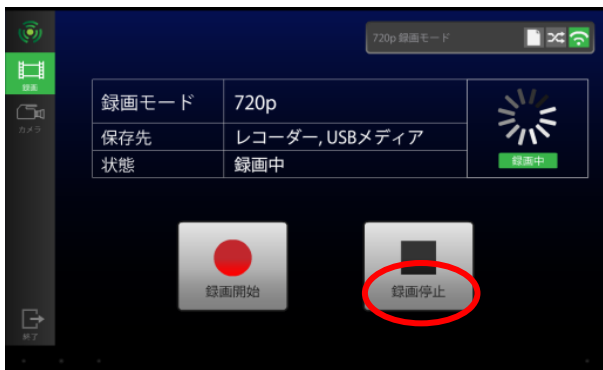 720p 録画モード
録画
カメラ
録画モード 720p
保存先 レコーダー, USBメディア
状態 録画中
録画中
録画開始
録画停止
終了